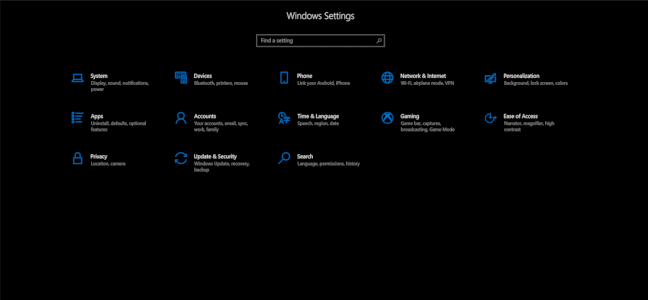 Windows Settings
Find a setting
System
Display, sound, notifications,
power
Devices
Bluetooth, printers, mouse
Phone
Link your Android, iPhone
Network & Internet
Wi-Fi, airplane mode, VPN
Personalization
Background, lock screen, colors
Apps
Uninstall, defaults, optional
features
Accounts
Your accounts, email, sync,
work, family
Time & Language
Speech, region, date
Gaming
Game bar, captures,
broadcasting, Game Mode
Ease of Access
Narrator, magnifier, high
contrast
Privacy
Location, camera
Update & Security
Windows Update, recovery,
backup
Search
Language, permissions, history